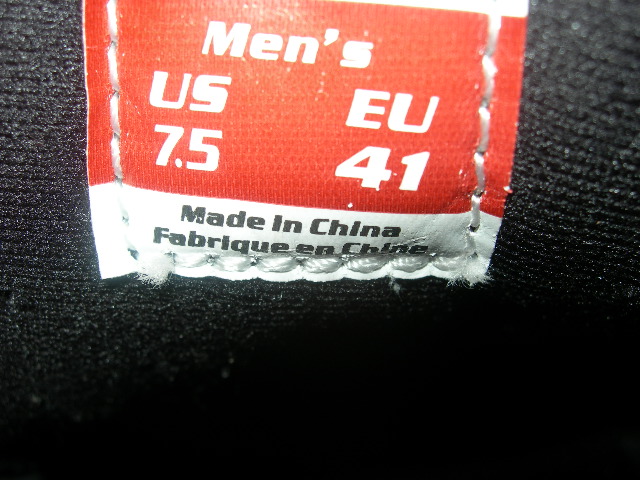 Men's
US EU
7.5 41
Made In China
Fabrique en Chine